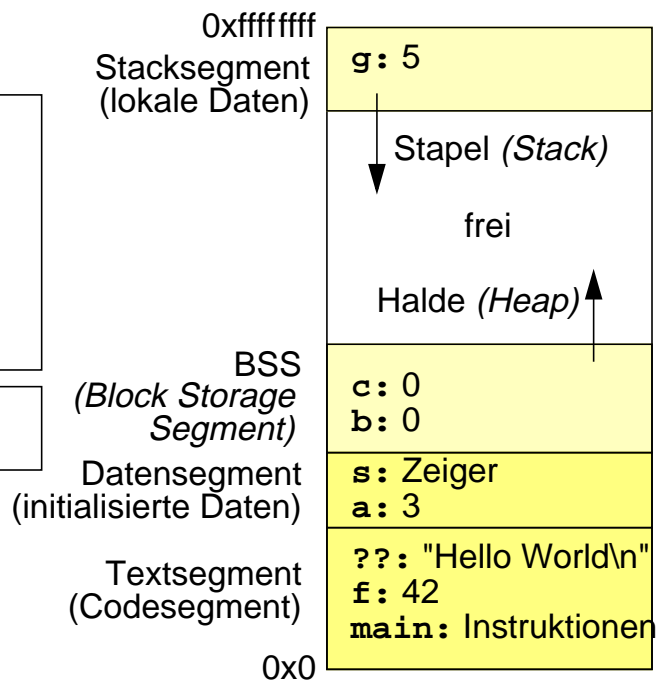 0xffffffff
Stacksegment
(lokale Daten)
g: 5
Stapel (Stack)
frei
Halde (Heap)
BSS
(Block Storage
Segment)
c: 0
b: 0
Datensegment
(initialisierte Daten)
s: Zeiger
a: 3
Textsegment
(Codesegment)
??: "Hello World\n"
f: 42
main: Instruktionen
0x0